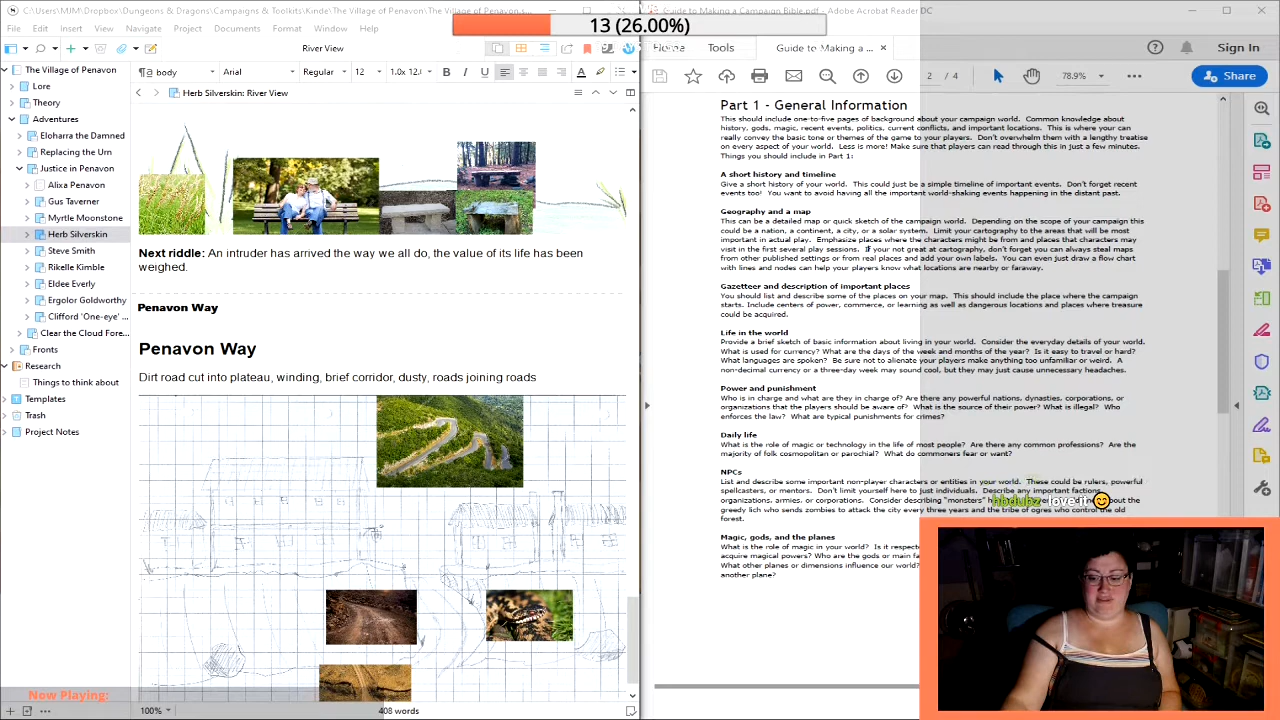 C:\Users\MJM\Dropbox\Dungeons & Dragons\Campaigns & Toolkits\Kinde\The Village of Penavon\The Village of Penavon.s...
13 (26.00%)
Guide to Making a Campaign Bible.pdf - Adobe Acrobat Reader DC
File Edit Insert View Navigate Project Documents Window Help
River View
Home Tools Guide to Making a ... × Sign In
¶a body Arial Regular 12 1.0x 12. B I U A
2 / 4 78.9% Share
Herb Silverskin: River View
The Village of Penavon
Lore
Theory
Adventures
Eloharra the Damned
Replacing the Urn
Justice in Penavon
Alixa Penavon
Gus Taverner
Myrtle Moonstone
Herb Silverskin
Steve Smith
Rikelle Kimble
Eldee Everly
Ergolor Goldworthy
Clifford 'One-eye' ...
Clear the Cloud Fore...
Fronts
Research
Things to think about
Templates
Trash
Project Notes
Next riddle: An intruder has arrived the way we all do, the value of its life has been
weighed.
Penavon Way
Penavon Way
Dirt road cut into plateau, winding, brief corridor, dusty, roads joining roads
100% 408 words
Now Playing:
Part 1 - General Information
This should include one-to-five pages of background about your campaign world. Common knowledge about
history, gods, magic, recent events, politics, current conflicts, and important locations. This is where your can
really convey the basic tone or themes of the game to your players. Don't overwhelm them with a lengthy treatise
on every aspect of your world. Less is more! Make sure that players can read through this in just a few minutes.
Things you should include in Part 1:
A short history and timeline
Give a short history of your world. This could just be a simple timeline of important events. Don't forget recent
events too! You want to avoid having all the important world-shaking events happening in the distant past.
Geography and a map
This can be a detailed map or quick sketch of the campaign world. Depending on the scope of your campaign this
could be a nation, a continent, a city, or a solar system. Limit your cartography to the areas that will be most
important in actual play. Emphasize places where the characters might be from and places that characters may
visit in the first several play sessions. If your not great at cartography, don't forget you can always steal maps
from other published settings or from real places and add your own labels. You can even just draw a flow chart
with lines and nodes can help your players know what locations are nearby or faraway.
Gazetteer and description of important places
You should list and describe some of the places on your map. This should include the place where the campaign
starts. Include centers of power, commerce, or learning as well as dangerous locations and places where treasure
could be acquired.
Life in the world
Provide a brief sketch of basic information about living in your world. Consider the everyday details of your world.
What is used for currency? What are the days of the week and months of the year? Is it easy to travel or hard?
What languages are spoken? Be sure not to alienate your players make anything too unfamiliar or weird. A
non-decimal currency or a three-day week may sound cool, but they may just cause unnecessary headaches.
Power and punishment
Who is in charge and what are they in charge of? Are there any powerful nations, dynasties, corporations, or
organizations that the players should be aware of? What is the source of their power? What is illegal? Who
enforces the law? What are typical punishments for crimes?
Daily life
What is the role of magic or technology in the life of most people? Are there any common professions? Are the
majority of folk cosmopolitan or parochial? What do commoners fear or want?
NPCs
List and describe some important non-player characters or entities in your world. These could be rulers, powerful
spellcasters, or mentors. Don't limit yourself here to just individuals. Describe any important factions,
organizations, armies, or corporations. Consider describing "monsters" h out the
greedy lich who sends zombies to attack the city every three years and the tribe of ogres who control the old
forest.
Magic, gods, and the planes
What is the role of magic in your world? Is it respect
acquire magical powers? Who are the gods or main fa
What other planes or dimensions influence our world?
another plane?